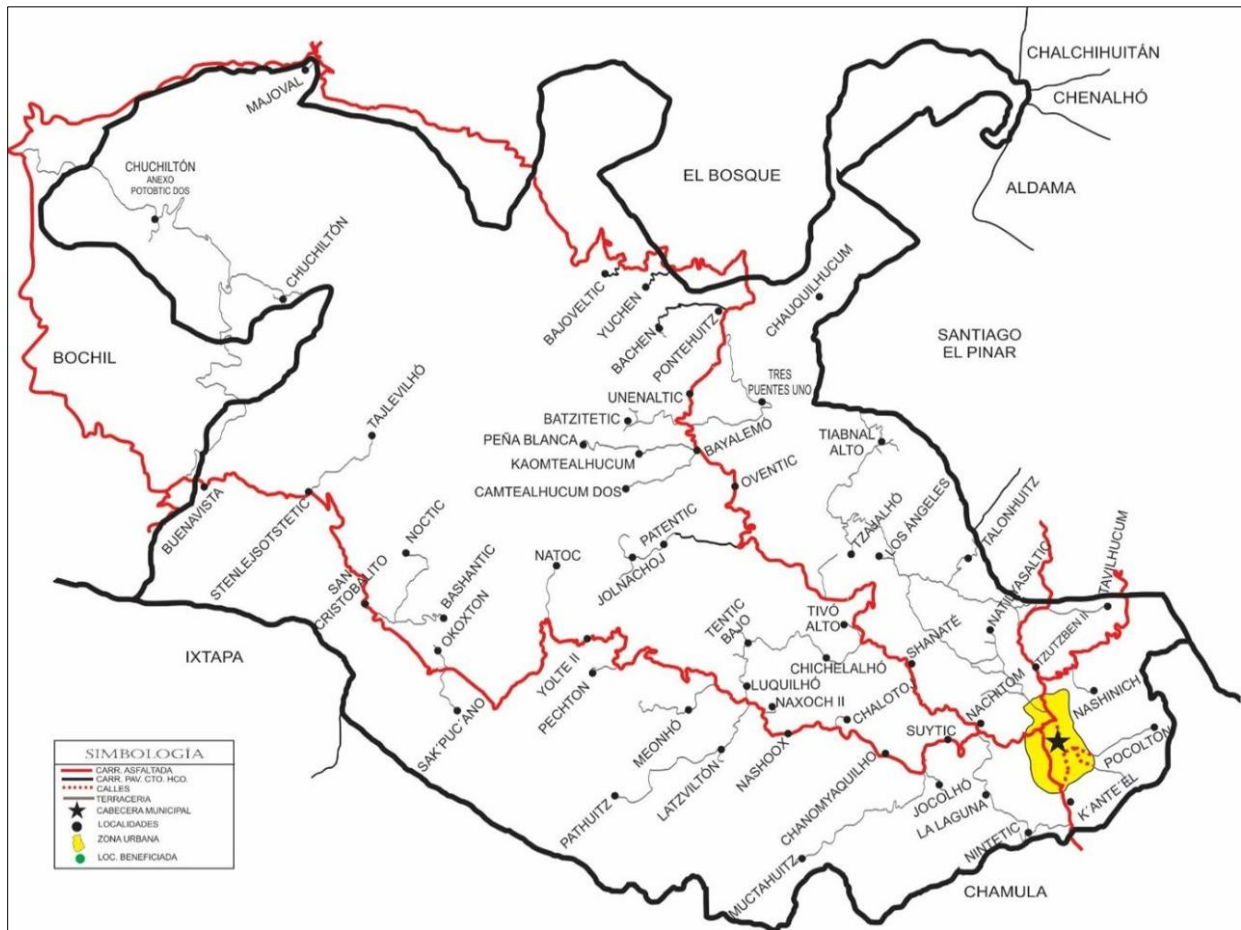 CHALCHIHUITÁN
CHENALHÓ
MAJOVAL
CHUCHILTÓN
ANEXO
POTOBTIC DOS
EL BOSQUE
ALDAMA
CHUCHILTÓN
BAJOVELTIC
YUCHEN
BACHEN
PONTEHUITZ
CHAUQUILHUCUM
SANTIAGO
EL PINAR
BOCHIL
TAJLEVILHÓ
TRES
PUENTES UNO
UNENALTIC
BATZITETIC
PEÑA BLANCA
KAOMTEALHUCUM
CAMTEALHUCUM DOS
BAYALEMÓ
OVENTIC
TIABNAL
ALTO
BUENAVISTA
STENLEJSOTSTETIC
NOCTIC
SAN
CRISTOBALITO
BASHANTIC
OKOXTON
NATOC
PATENTIC
JOLNACHOJ
TZAJALHÓ
LOS ÁNGELES
TALONHUITZ
NATILVASALTIC
TAVILHUCUM
TZUTZBEN II
IXTAPA
TENTIC
BAJO
TIVÓ
ALTO
CHICHELALHÓ
SHANATÉ
YOLTE II
PECHTON
SAK'PUC'ANO
LUQUILHÓ
NAXOCH II
MEONHÓ
CHALOTOJ
NACHITOM
NASHINICH
SUYTIC
POCOLTON
NASHOOX
LATZVILTÓN
PATHUITZ
CHANOMYAQUILHO
JOCOLHÓ
LA LAGUNA
K'ANTE'EL
NINTETIC
MUCTAHUITZ
CHAMULA
SIMBOLOGÍA
CARR. ASFALTADA
CARR. PAV. CTO. HCO.
CALLES
TERRACERIA
CABECERA MUNICIPAL
LOCALIDADES
ZONA URBANA
LOC. BENEFICIADA